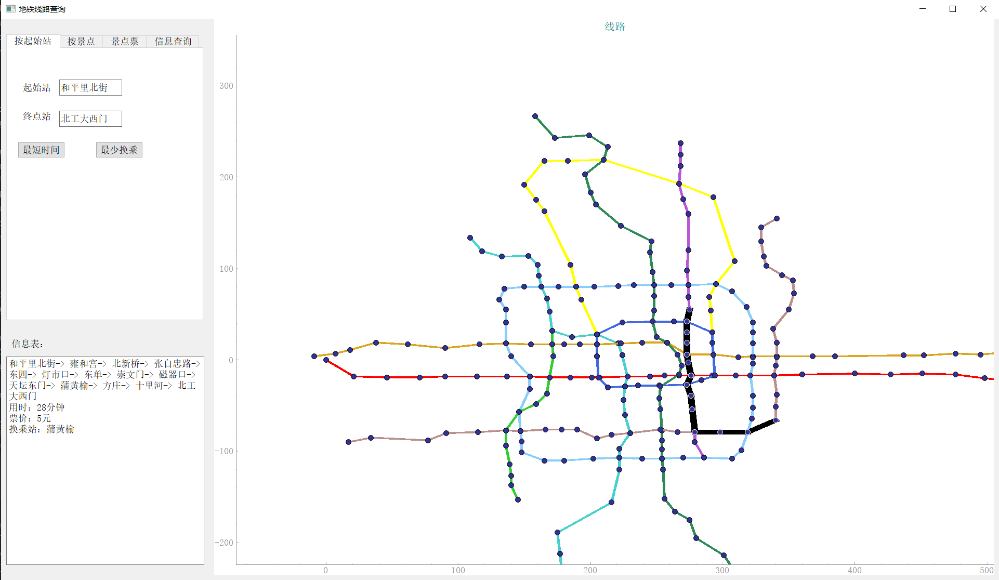 地铁线路查询
线路
按起始站 按景点 景点票 信息查询
起始站 和平里北街
终点站 北工大西门
最短时间 最少换乘
信息表：
和平里北街-> 雍和宫-> 北新桥-> 张自忠路->
东四-> 灯市口-> 东单-> 崇文门-> 磁器口->
天坛东门-> 蒲黄榆-> 方庄-> 十里河-> 北工
大西门
用时：28分钟
票价：5元
换乘站：蒲黄榆
300
200
100
0
-100
-200
0 100 200 300 400 500